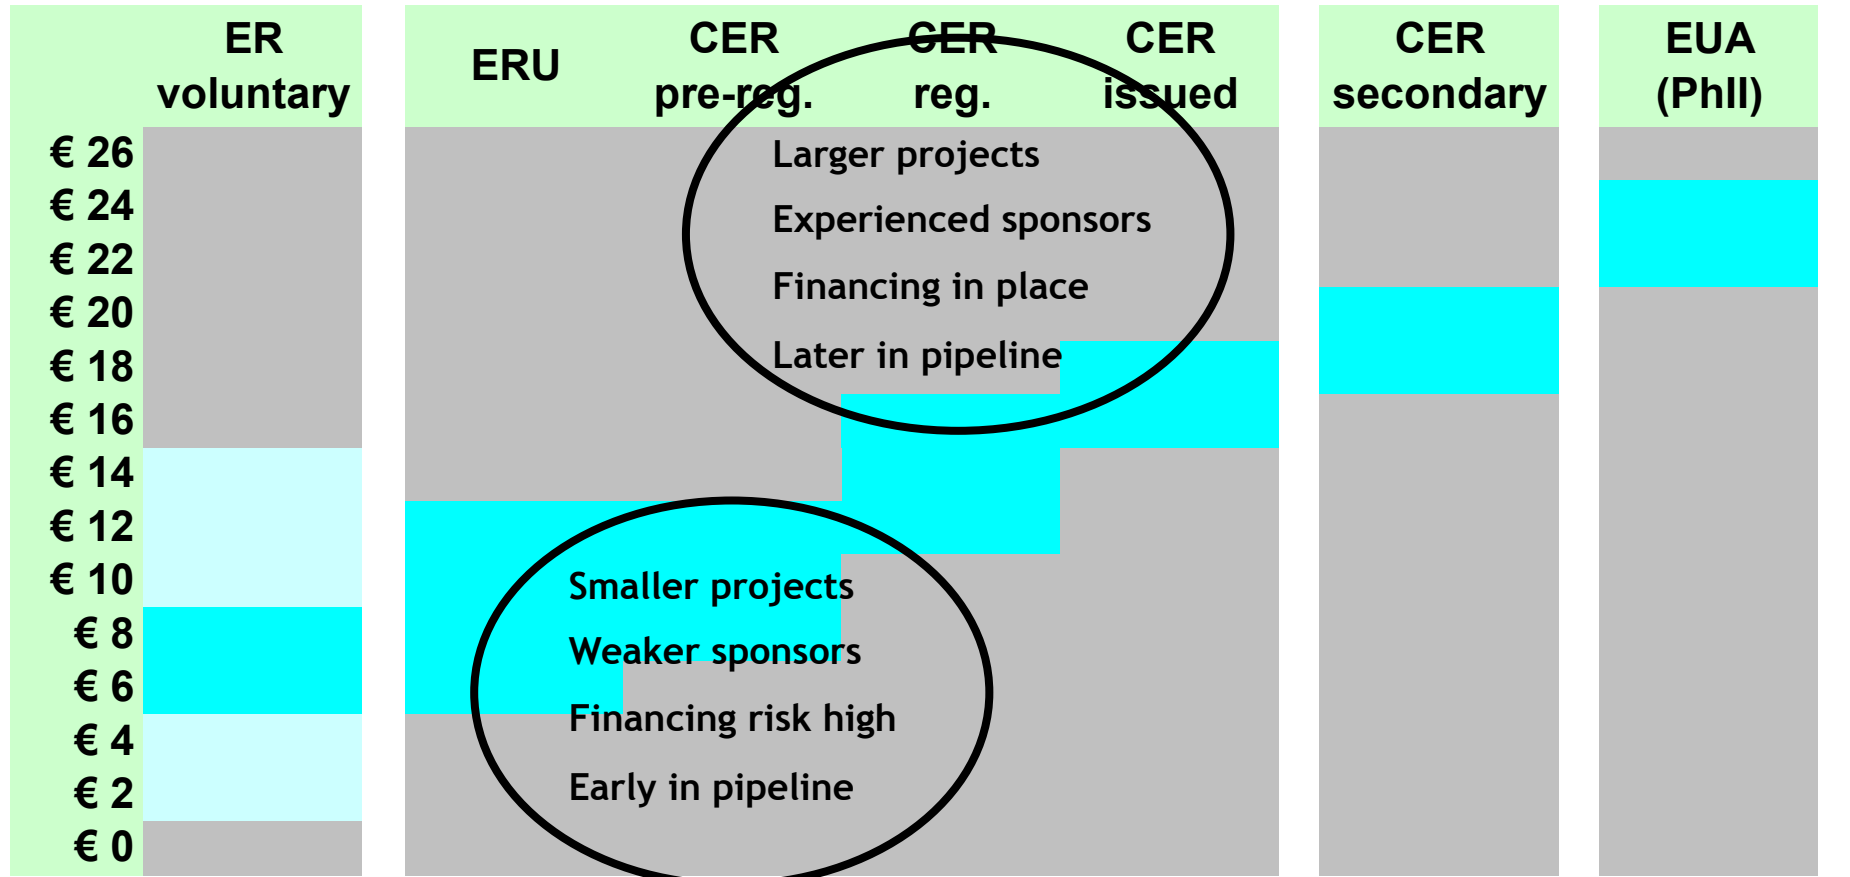 ER
voluntary
ERU
CER
pre-reg.
CER
reg.
CER
issued
CER
secondary
EUA
(PhII)
€ 26
€ 24
€ 22
€ 20
€ 18
€ 16
€ 14
€ 12
€ 10
€ 8
€ 6
€ 4
€ 2
€ 0
Larger projects
Experienced sponsors
Financing in place
Later in pipeline
Smaller projects
Weaker sponsors
Financing risk high
Early in pipeline